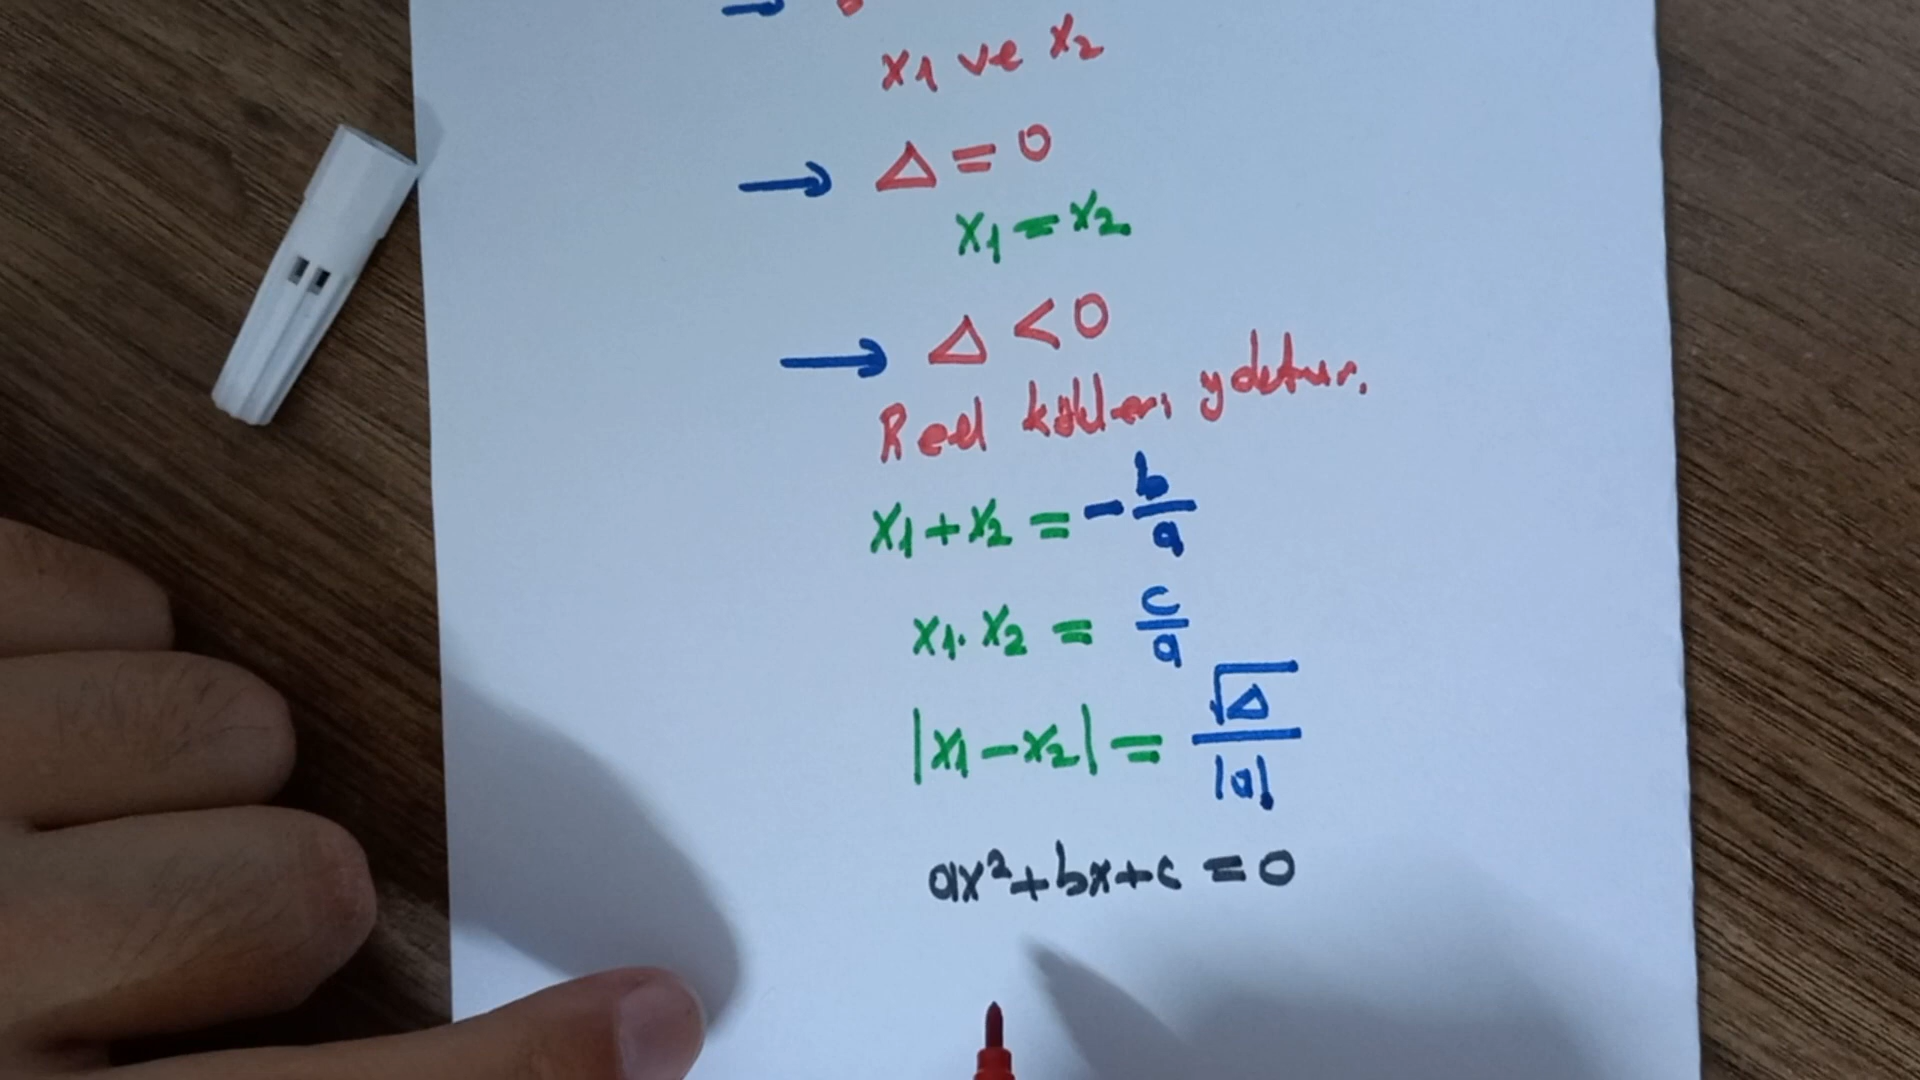 →
x₁ ve x₂
→ Δ = 0
x₁ = x₂
→ Δ < 0
Reel kökleri yoktur.
x₁ + x₂ = - b/a
x₁ . x₂ = c/a
|x₁ - x₂| = √Δ / |a|
ax² + bx + c = 0